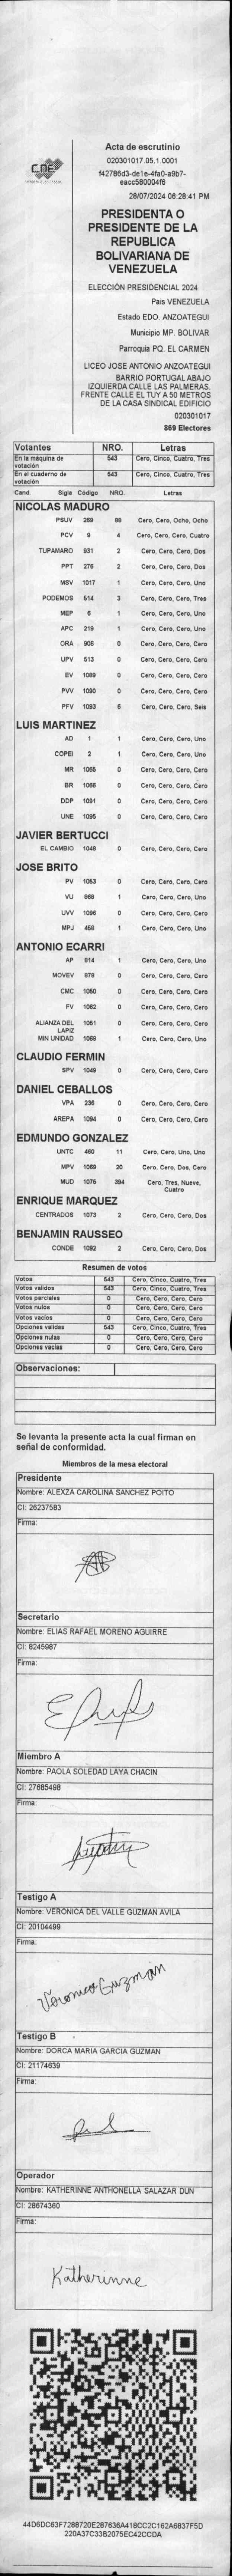 CNE
Acta de escrutinio
020301017.05.1.0001
f42786d3-de1e-4fa0-a9b7-
eacc580004f6
28/07/2024 06:28:41 PM
PRESIDENTA O
PRESIDENTE DE LA
REPUBLICA
BOLIVARIANA DE
VENEZUELA
ELECCIÓN PRESIDENCIAL 2024
Pais VENEZUELA
Estado EDO. ANZOATEGUI
Municipio MP. BOLIVAR
Parroquia PQ. EL CARMEN
LICEO JOSE ANTONIO ANZOATEGUI
BARRIO PORTUGAL ABAJO
IZQUIERDA CALLE LAS PALMERAS.
FRENTE CALLE EL TUY A 50 METROS
DE LA CASA SINDICAL EDIFICIO
020301017
869 Electores
Votantes NRO. Letras
En la máquina de votación 543 Cero, Cinco, Cuatro, Tres
En el cuaderno de votación 543 Cero, Cinco, Cuatro, Tres
Cand. Sigla Código NRO. Letras
NICOLAS MADURO
PSUV 269 88 Cero, Cero, Ocho, Ocho
PCV 9 4 Cero, Cero, Cero, Cuatro
TUPAMARO 931 2 Cero, Cero, Cero, Dos
PPT 276 2 Cero, Cero, Cero, Dos
MSV 1017 1 Cero, Cero, Cero, Uno
PODEMOS 514 3 Cero, Cero, Cero, Tres
MEP 6 1 Cero, Cero, Cero, Uno
APC 219 1 Cero, Cero, Cero, Uno
ORA 906 0 Cero, Cero, Cero, Cero
UPV 513 0 Cero, Cero, Cero, Cero
EV 1089 0 Cero, Cero, Cero, Cero
PVV 1090 0 Cero, Cero, Cero, Cero
PFV 1093 6 Cero, Cero, Cero, Seis
LUIS MARTINEZ
AD 1 1 Cero, Cero, Cero, Uno
COPEI 2 1 Cero, Cero, Cero, Uno
MR 1065 0 Cero, Cero, Cero, Cero
BR 1066 0 Cero, Cero, Cero, Cero
DDP 1091 0 Cero, Cero, Cero, Cero
UNE 1095 0 Cero, Cero, Cero, Cero
JAVIER BERTUCCI
EL CAMBIO 1048 0 Cero, Cero, Cero, Cero
JOSE BRITO
PV 1053 0 Cero, Cero, Cero, Cero
VU 868 1 Cero, Cero, Cero, Uno
UVV 1096 0 Cero, Cero, Cero, Cero
MPJ 458 1 Cero, Cero, Cero, Uno
ANTONIO ECARRI
AP 814 1 Cero, Cero, Cero, Uno
MOVEV 878 0 Cero, Cero, Cero, Cero
CMC 1050 0 Cero, Cero, Cero, Cero
FV 1062 0 Cero, Cero, Cero, Cero
ALIANZA DEL LAPIZ 1051 0 Cero, Cero, Cero, Cero
MIN UNIDAD 1068 1 Cero, Cero, Cero, Uno
CLAUDIO FERMIN
SPV 1049 0 Cero, Cero, Cero, Cero
DANIEL CEBALLOS
VPA 236 0 Cero, Cero, Cero, Cero
AREPA 1094 0 Cero, Cero, Cero, Cero
EDMUNDO GONZALEZ
UNTC 460 11 Cero, Cero, Uno, Uno
MPV 1069 20 Cero, Cero, Dos, Cero
MUD 1075 394 Cero, Tres, Nueve, Cuatro
ENRIQUE MARQUEZ
CENTRADOS 1073 2 Cero, Cero, Cero, Dos
BENJAMIN RAUSSEO
CONDE 1092 2 Cero, Cero, Cero, Dos
Resumen de votos
Votos 543 Cero, Cinco, Cuatro, Tres
Votos validos 543 Cero, Cinco, Cuatro, Tres
Votos parciales 0 Cero, Cero, Cero, Cero
Votos nulos 0 Cero, Cero, Cero, Cero
Votos vacios 0 Cero, Cero, Cero, Cero
Opciones validas 543 Cero, Cinco, Cuatro, Tres
Opciones nulas 0 Cero, Cero, Cero, Cero
Opciones vacias 0 Cero, Cero, Cero, Cero
Observaciones:
Se levanta la presente acta la cual firman en
señal de conformidad.
Miembros de la mesa electoral
Presidente
Nombre: ALEXZA CAROLINA SANCHEZ POITO
CI: 26237583
Firma:
Secretario
Nombre: ELIAS RAFAEL MORENO AGUIRRE
CI: 8245987
Firma:
Miembro A
Nombre: PAOLA SOLEDAD LAYA CHACIN
CI: 27685498
Firma:
Testigo A
Nombre: VERONICA DEL VALLE GUZMAN AVILA
CI: 20104499
Firma:
Veronica Guzman
Testigo B
Nombre: DORCA MARIA GARCIA GUZMAN
CI: 21174639
Firma:
Operador
Nombre: KATHERINNE ANTHONELLA SALAZAR DUN
CI: 28674360
Firma:
Katherinne
44D6DC63F7288720E287636A418CC2C162A6837F5D
220A37C33B2075EC42CCDA